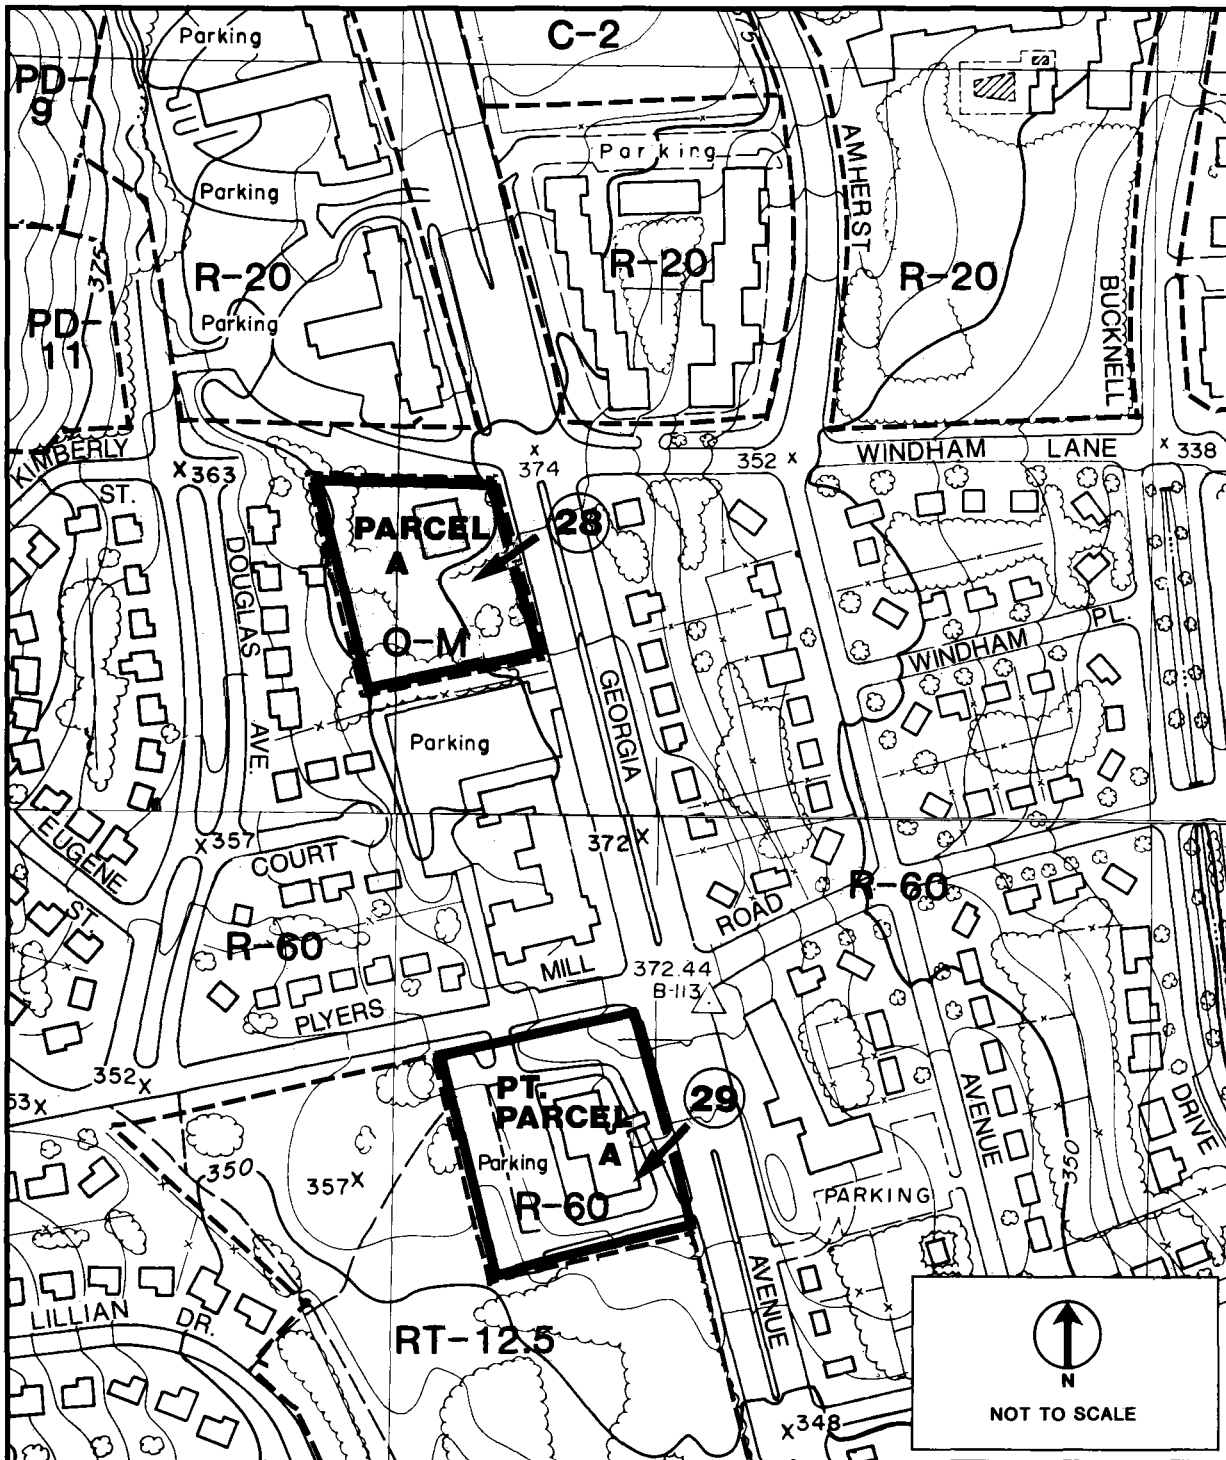 Parking
C-2
375
PD-
9
AMHERST
Parking
Parking
R-20
R-20
R-20
375
BUCKNELL
PD-
11
Parking
KIMBERLY
ST.
X 363
X
374
352 X
WINDHAM LANE
X 338
PARCEL
A
28
DOUGLAS
AVE.
O-M
WINDHAM PL.
GEORGIA
Parking
EUGENE
ST.
X 357
COURT
372 X
R-60
ROAD
R-60
MILL
372.44
B-113
PLYERS
352 X
53 X
PT.
PARCEL
A
29
AVENUE
DRIVE
350
357 X
Parking
R-60
350
PARKING
AVENUE
LILLIAN DR.
RT-12.5
X 348
N
NOT TO SCALE